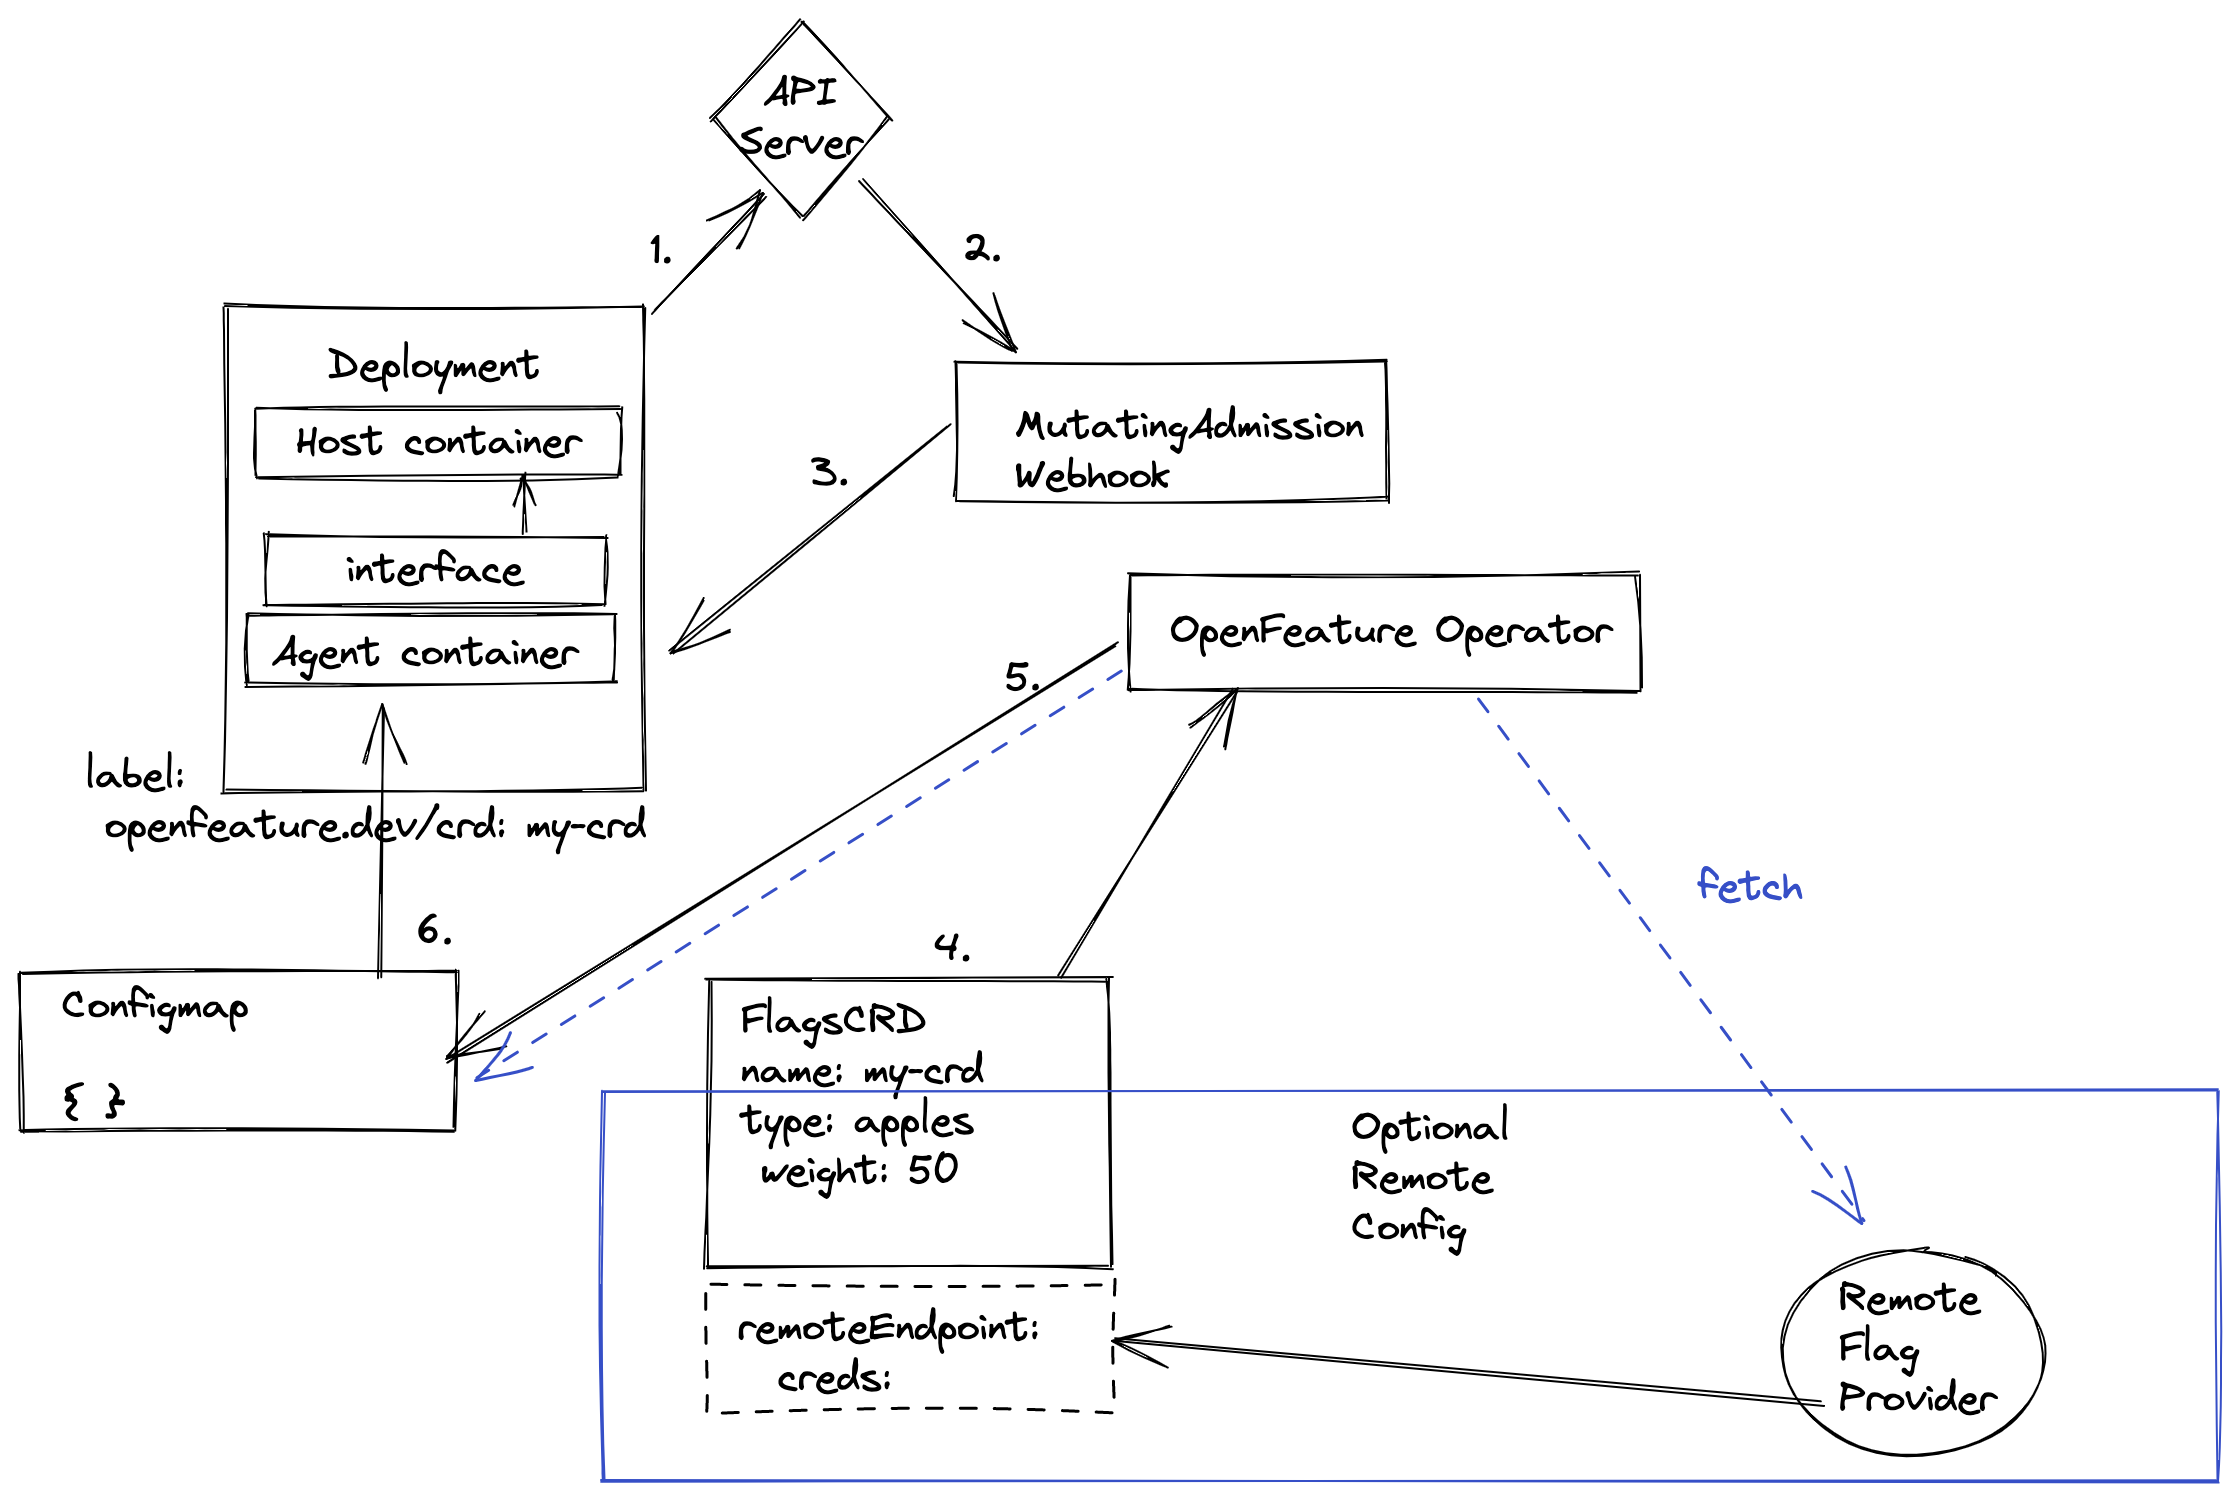 API
Server
1.
2.
Deployment
Host container
interface
Agent container
label:
openfeature.dev/crd: my-crd
MutatingAdmission
Webhook
3.
OpenFeature Operator
5.
fetch
6.
4.
Configmap
{ }
FlagsCRD
name: my-crd
type: apples
weight: 50
Optional
Remote
Config
remoteEndpoint:
creds:
Remote
Flag
Provider